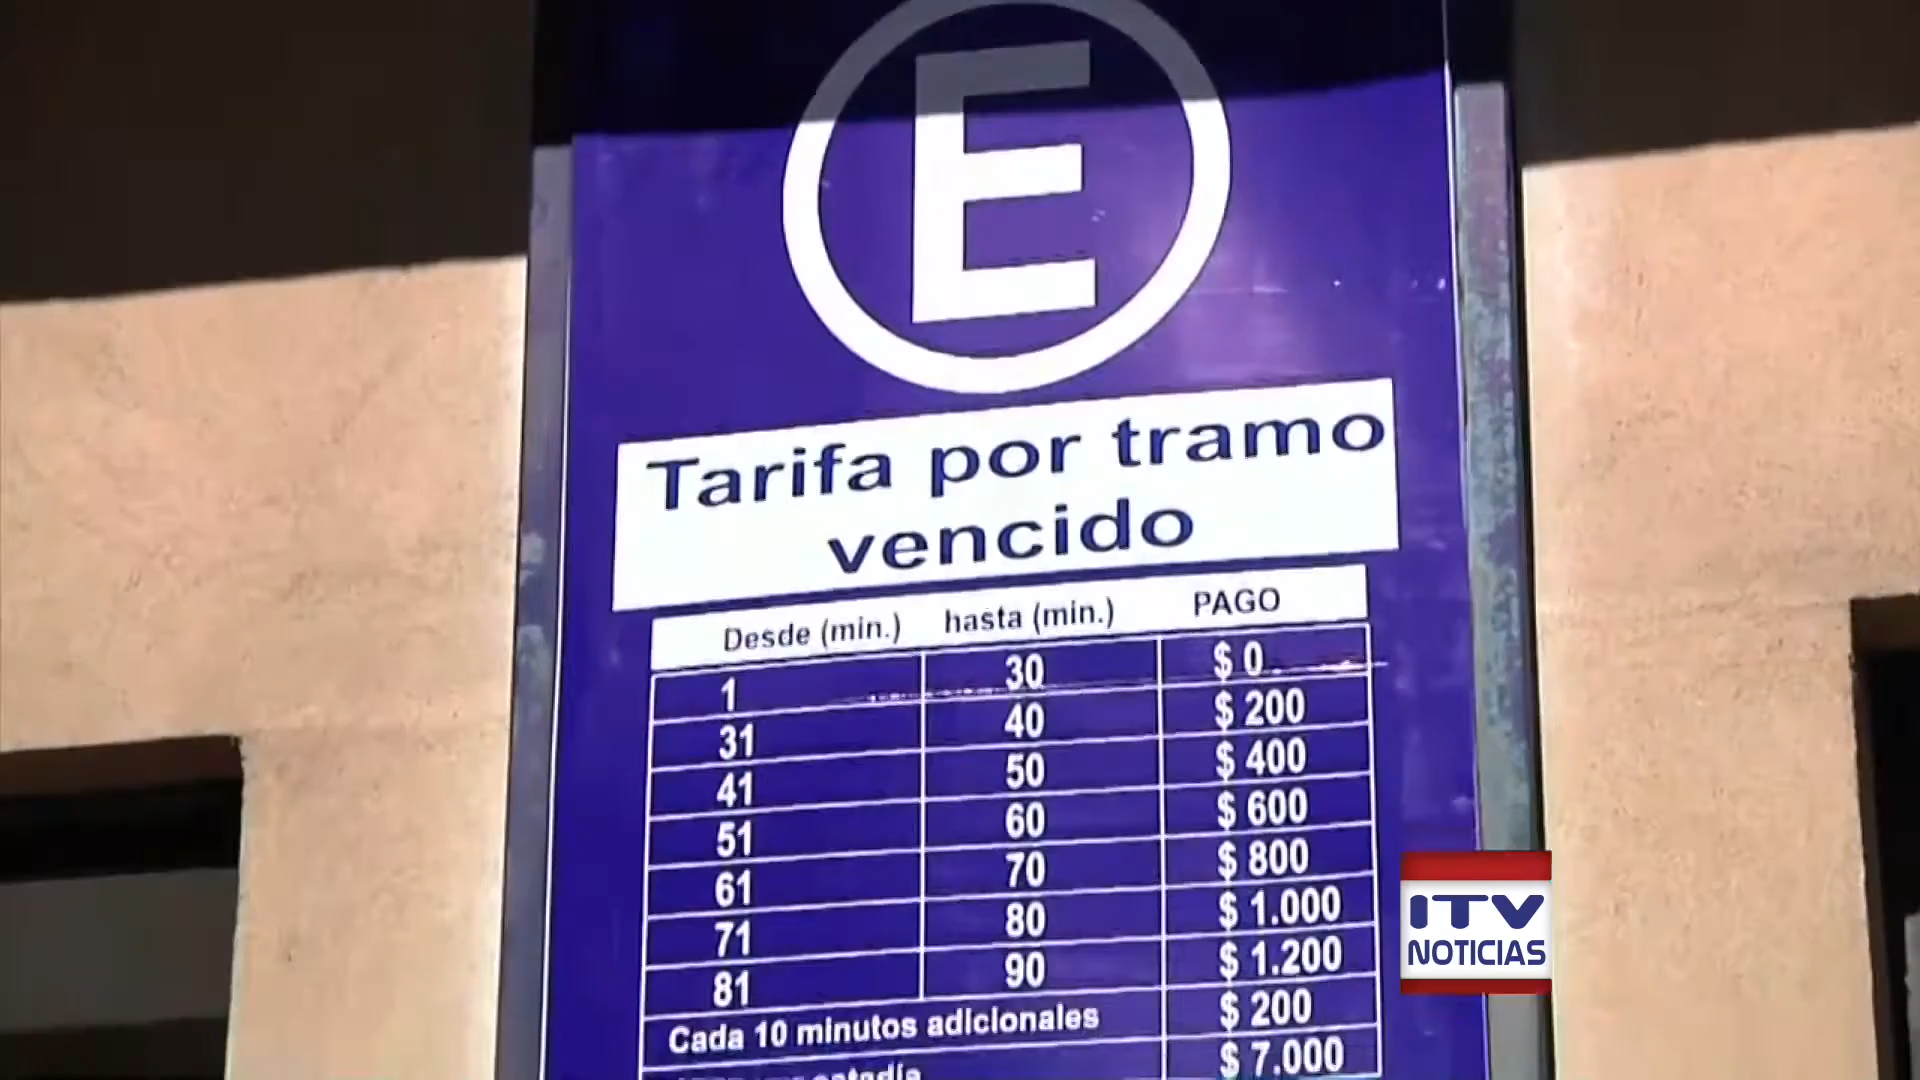 E
Tarifa por tramo
vencido
Desde (min.) hasta (min.) PAGO
1 30 $ 0
31 40 $ 200
41 50 $ 400
51 60 $ 600
61 70 $ 800
71 80 $ 1.000
81 90 $ 1.200
Cada 10 minutos adicionales $ 200
$ 7.000
ITV
NOTICIAS